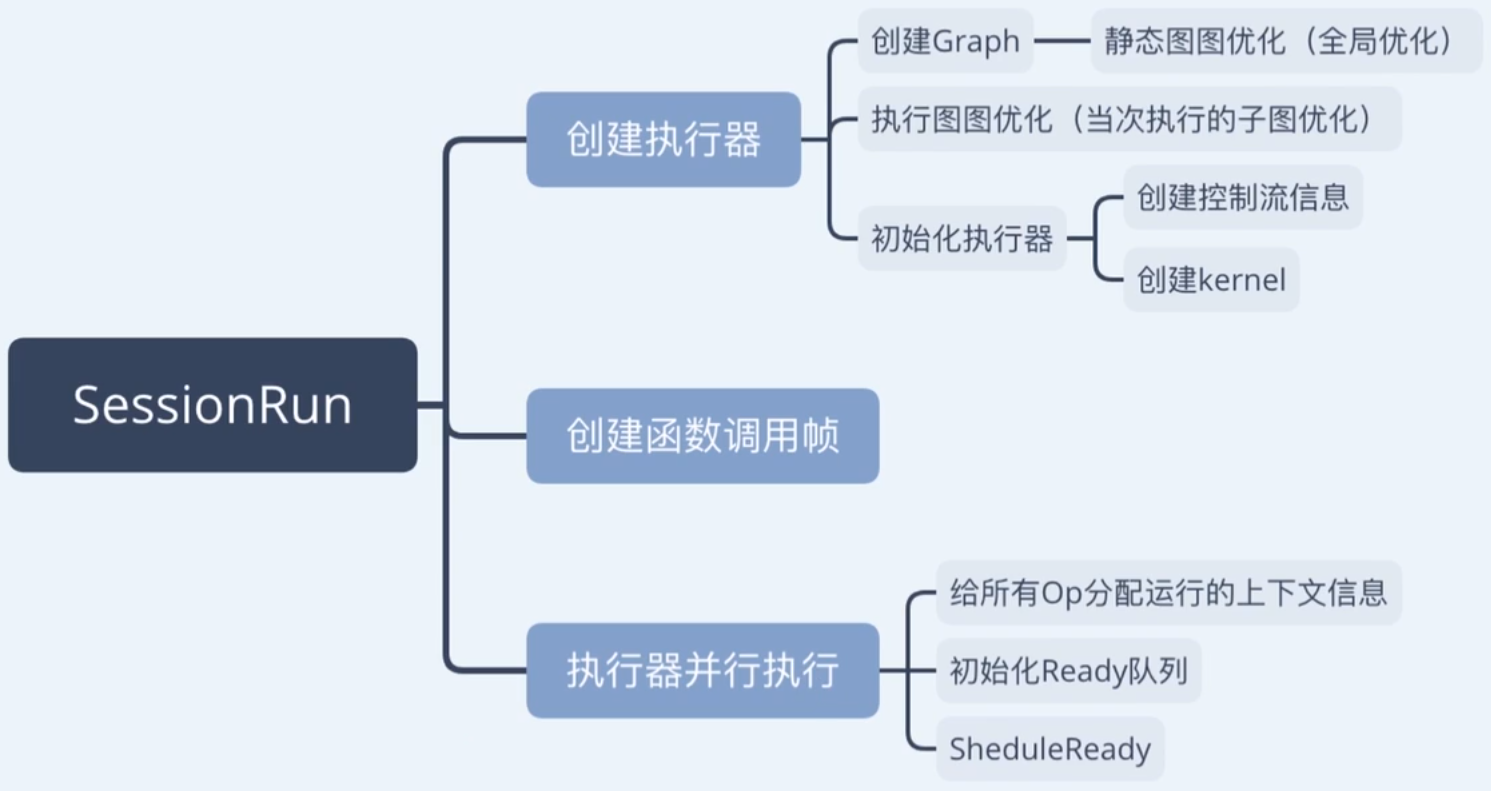 创建Graph
静态图图优化（全局优化）
执行图图优化（当次执行的子图优化）
创建执行器
创建控制流信息
初始化执行器
创建kernel
SessionRun
创建函数调用帧
给所有Op分配运行的上下文信息
执行器并行执行
初始化Ready队列
SheduleReady